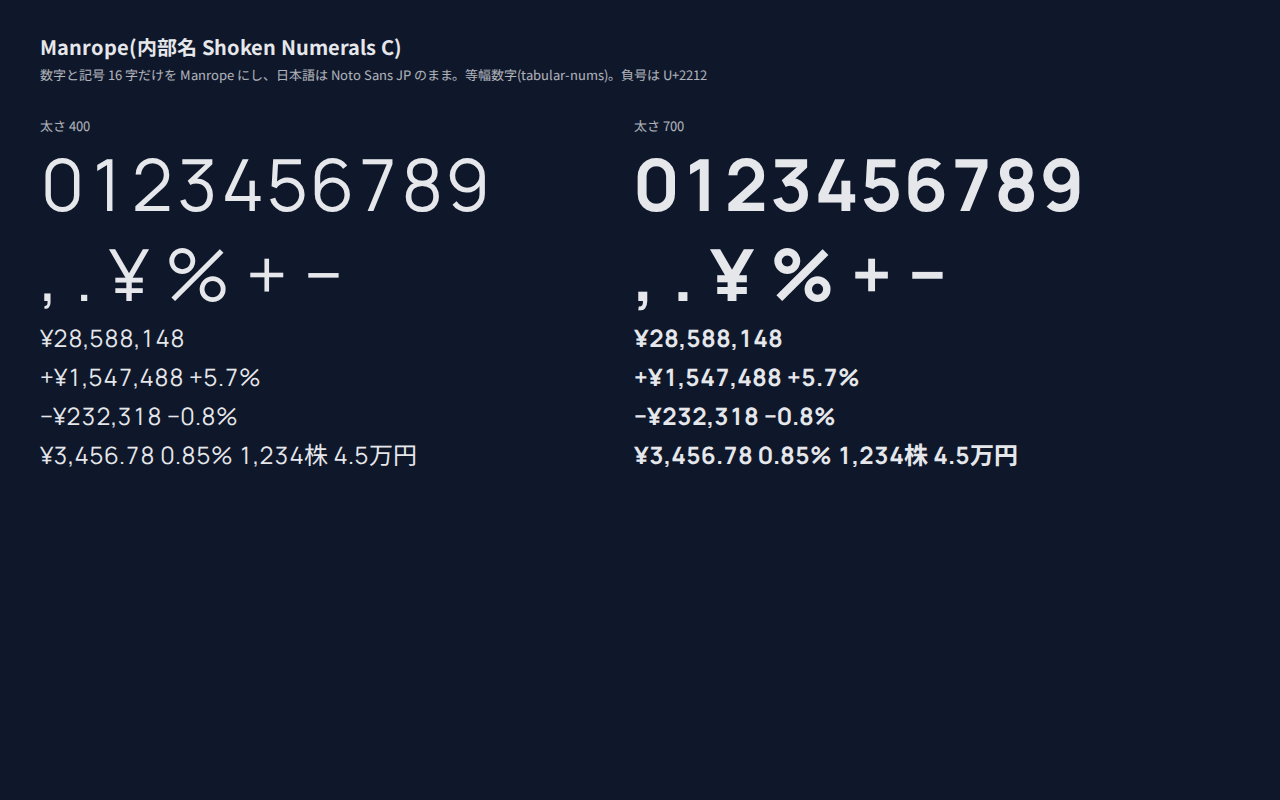 Manrope(内部名 Shoken Numerals C)
数字と記号 16 字だけを Manrope にし、日本語は Noto Sans JP のまま。等幅数字(tabular-nums)。負号は U+2212
太さ 400
0123456789
, . ¥ % + −
¥28,588,148
+¥1,547,488 +5.7%
−¥232,318 −0.8%
¥3,456.78 0.85% 1,234株 4.5万円
太さ 700
0123456789
, . ¥ % + −
¥28,588,148
+¥1,547,488 +5.7%
−¥232,318 −0.8%
¥3,456.78 0.85% 1,234株 4.5万円